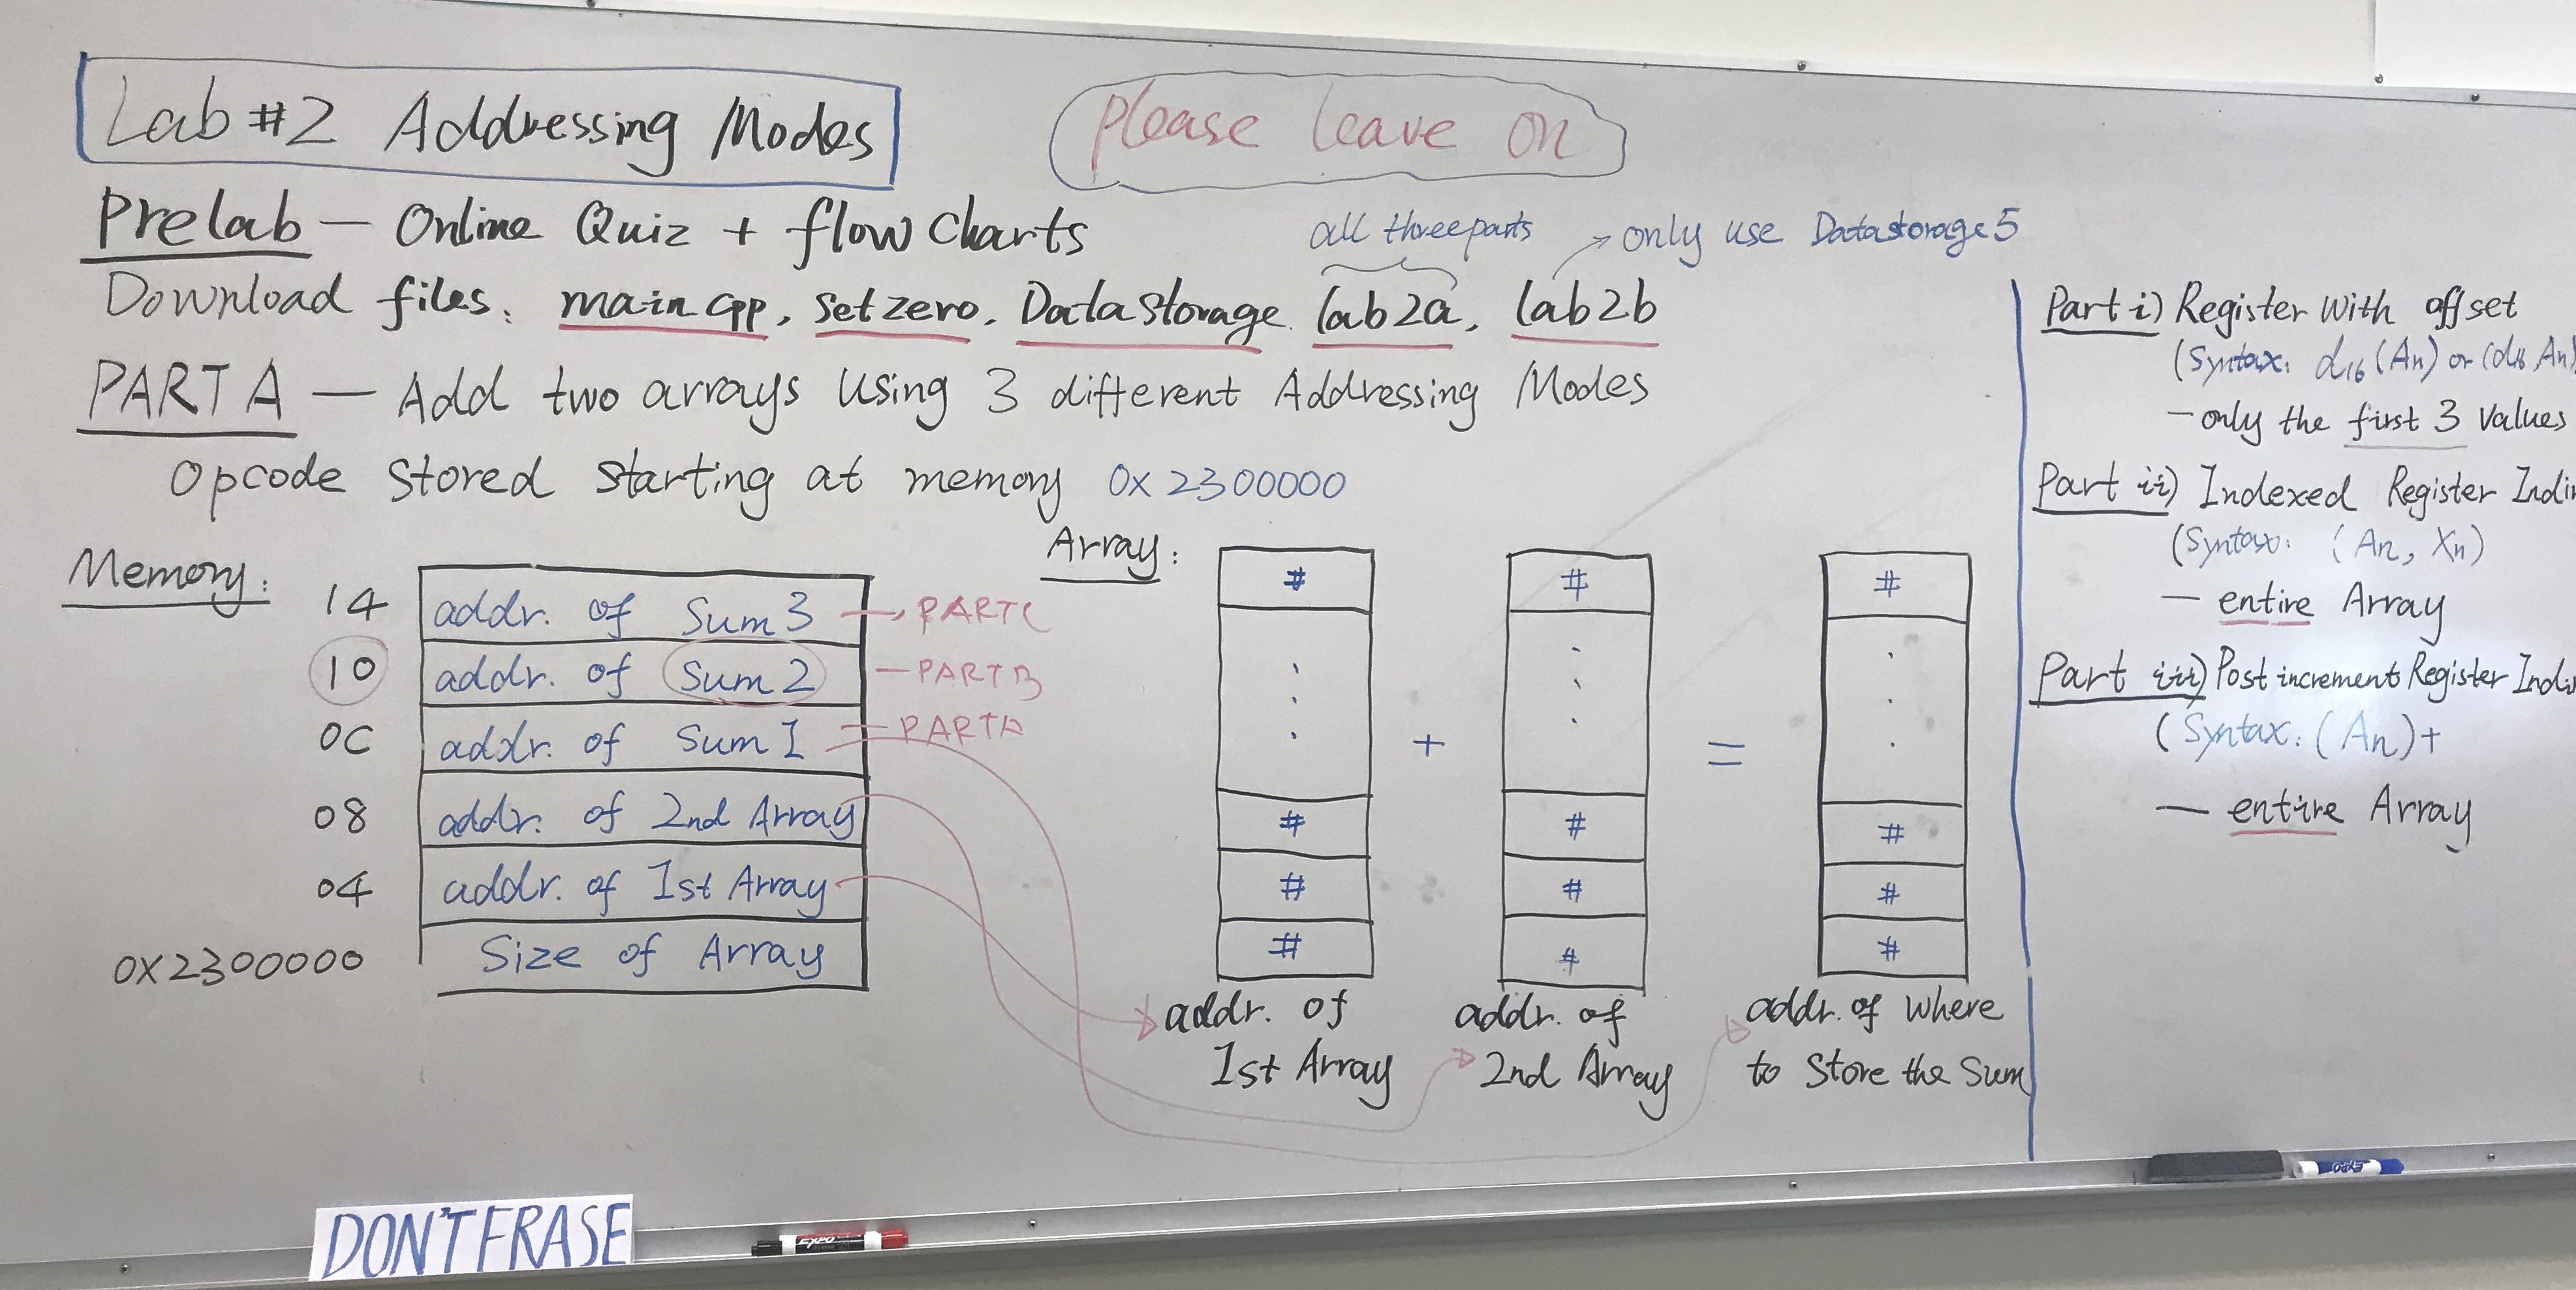 Lab #2 Addressing Modes
Please leave on
Prelab — Online Quiz + flow Charts
all three parts
only use Datastorage5
Download files: main cpp, Setzero, DataStorage lab2a, lab2b
PART A — Add two arrays Using 3 different Addressing Modes
Opcode Stored Starting at memory 0x2300000
Memory:
14 addr. of Sum 3 → PART C
10 addr. of Sum 2 — PART B
0C addr. of Sum 1 PART A
08 addr. of 2nd Array
04 addr. of 1st Array
0x2300000 Size of Array
Array:
# # #
+ =
# # #
# # #
# # #
addr. of
1st Array
addr. of
2nd Array
addr. of where
to Store the Sum
Part i) Register With offset
(Syntax: d16 (An) or (d16 An)
— only the first 3 Values
Part ii) Indexed Register Indi
(Syntax: (An, Xn)
— entire Array
Part iii) Post increment Register Indi
(Syntax: (An)+
— entire Array
DON'T ERASE
EXPO
EXPO